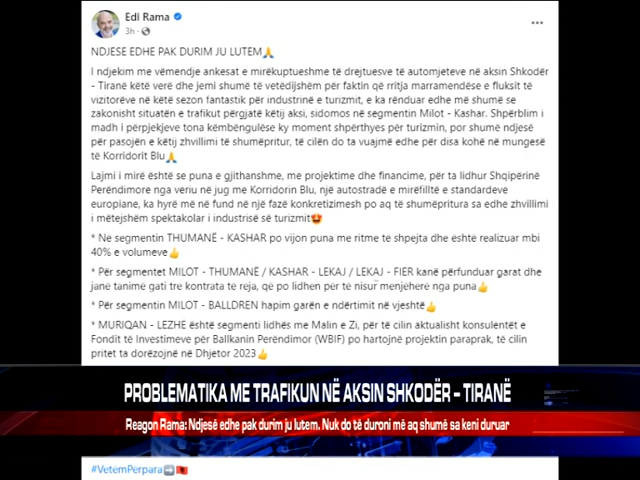 Edi Rama
3h
NDJESË EDHE PAK DURIM JU LUTEM🙏
I ndjekim me vëmendje ankesat e mirëkuptueshme të drejtuesve të automjeteve në aksin Shkodër
- Tiranë këtë verë dhe jemi shumë të vetëdijshëm për faktin që rritja marramendëse e fluksit të
vizitorëve në këtë sezon fantastik për industrinë e turizmit, e ka rënduar edhe më shumë se
zakonisht situatën e trafikut përgjatë këtij aksi, sidomos në segmentin Milot - Kashar. Shpërblim i
madh i përpjekjeve tona këmbëngulëse ky moment shpërthyes për turizmin, por shumë ndjesë
për pasojën e këtij zhvillimi të shumëpritur, të cilën do ta vuajmë edhe për disa kohë në mungesë
të Korridorit Blu🙏
Lajmi i mirë është se puna e gjithanshme, me projektime dhe financime, për ta lidhur Shqipërinë
Perëndimore nga veriu në jug me Korridorin Blu, një autostradë e mirëfilltë e standardeve
europiane, ka hyrë më në fund në një fazë konkretizimesh po aq të shumëpritura sa edhe zhvillimi
i mëtejshëm spektakolar i industrisë së turizmit🤩
* Në segmentin THUMANË - KASHAR po vijon puna me ritme të shpejta dhe është realizuar mbi
40% e volumeve👍
* Për segmentet MILOT - THUMANË / KASHAR - LEKAJ / LEKAJ - FIER kanë përfunduar garat dhe
janë tanimë gati tre kontrata të reja, që po lidhen për të nisur menjëherë nga puna👍
* Për segmentin MILOT - BALLDREN hapim garën e ndërtimit në vjeshtë👍
* MURIQAN - LEZHË është segmenti lidhës me Malin e Zi, për të cilin aktualisht konsulentët e
Fondit të Investimeve për Ballkanin Perëndimor (WBIF) po hartojnë projektin paraprak, të cilin
pritet ta dorëzojnë në Dhjetor 2023👍
PROBLEMATIKA ME TRAFIKUN NË AKSIN SHKODËR – TIRANË
Reagon Rama: Ndjesë edhe pak durim ju lutem. Nuk do të duroni më aq shumë sa keni duruar
#VetemPerpara➡️🇦🇱